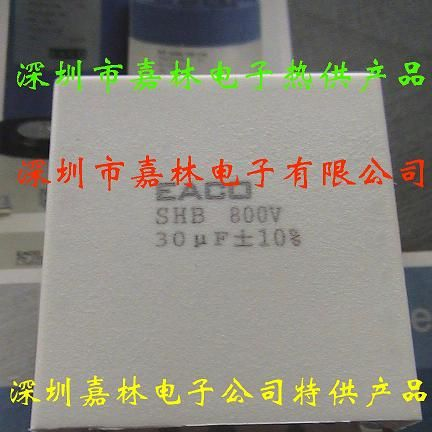 深圳市嘉林电子热供产品
深圳市嘉林电子有限公司
EACO
SHB 800V
30μF±10%
深圳嘉林电子公司特供产品